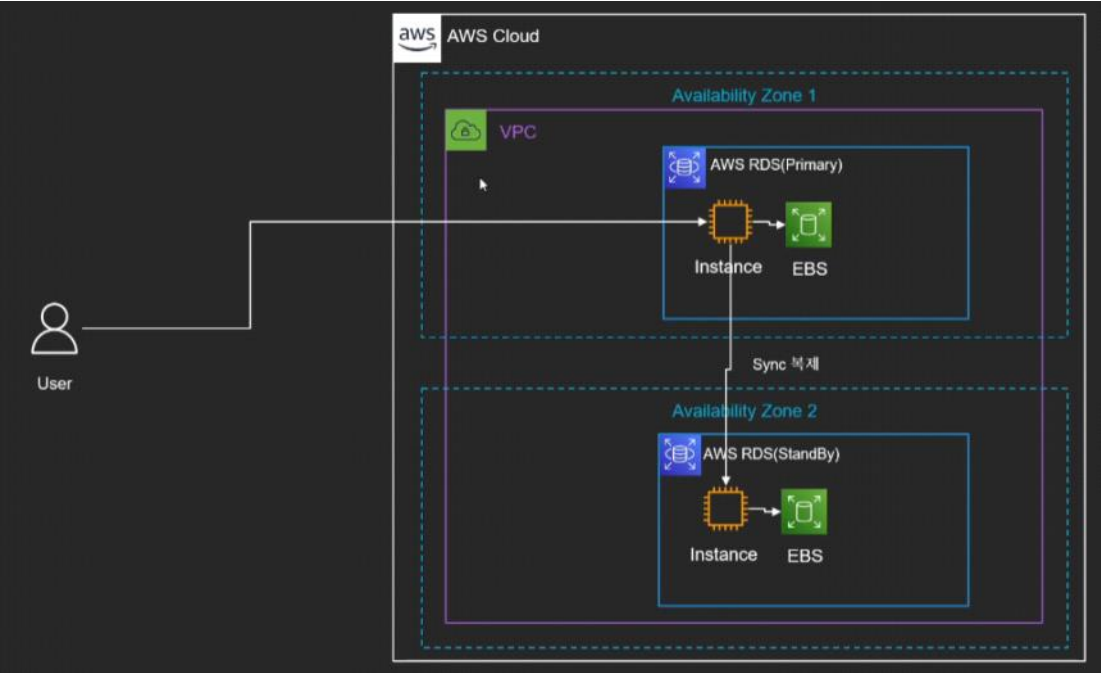 aws
AWS Cloud
Availability Zone 1
VPC
AWS RDS(Primary)
Instance
EBS
User
Sync 복제
Availability Zone 2
AWS RDS(StandBy)
Instance
EBS